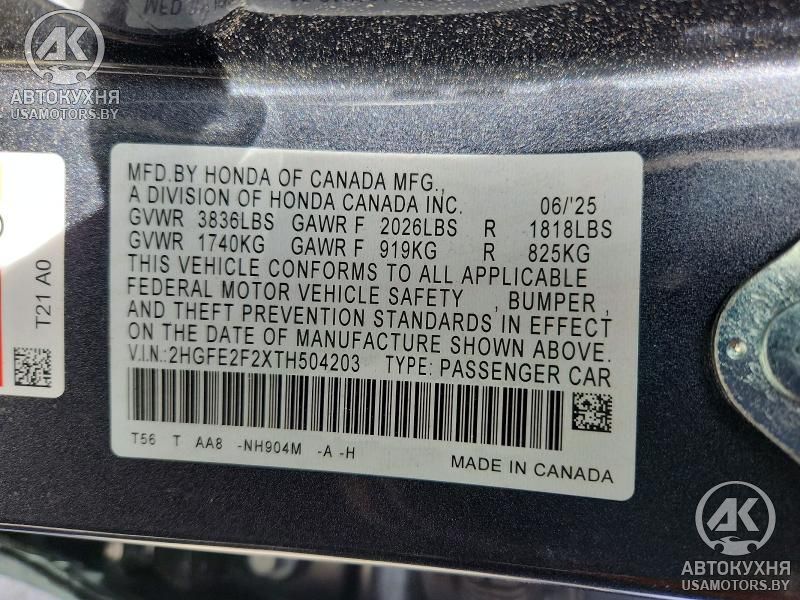 AK
АВТОКУХНЯ
USAMOTORS.BY
MFD.BY HONDA OF CANADA MFG.,
A DIVISION OF HONDA CANADA INC. 06/'25
GVWR 3836LBS GAWR F 2026LBS R 1818LBS
GVWR 1740KG GAWR F 919KG R 825KG
THIS VEHICLE CONFORMS TO ALL APPLICABLE
FEDERAL MOTOR VEHICLE SAFETY , BUMPER ,
AND THEFT PREVENTION STANDARDS IN EFFECT
ON THE DATE OF MANUFACTURE SHOWN ABOVE.
V.I.N.:2HGFE2F2XTH504203 TYPE: PASSENGER CAR
T56 T AA8 -NH904M -A -H
MADE IN CANADA
T21 A0
AK
АВТОКУХНЯ
USAMOTORS.BY